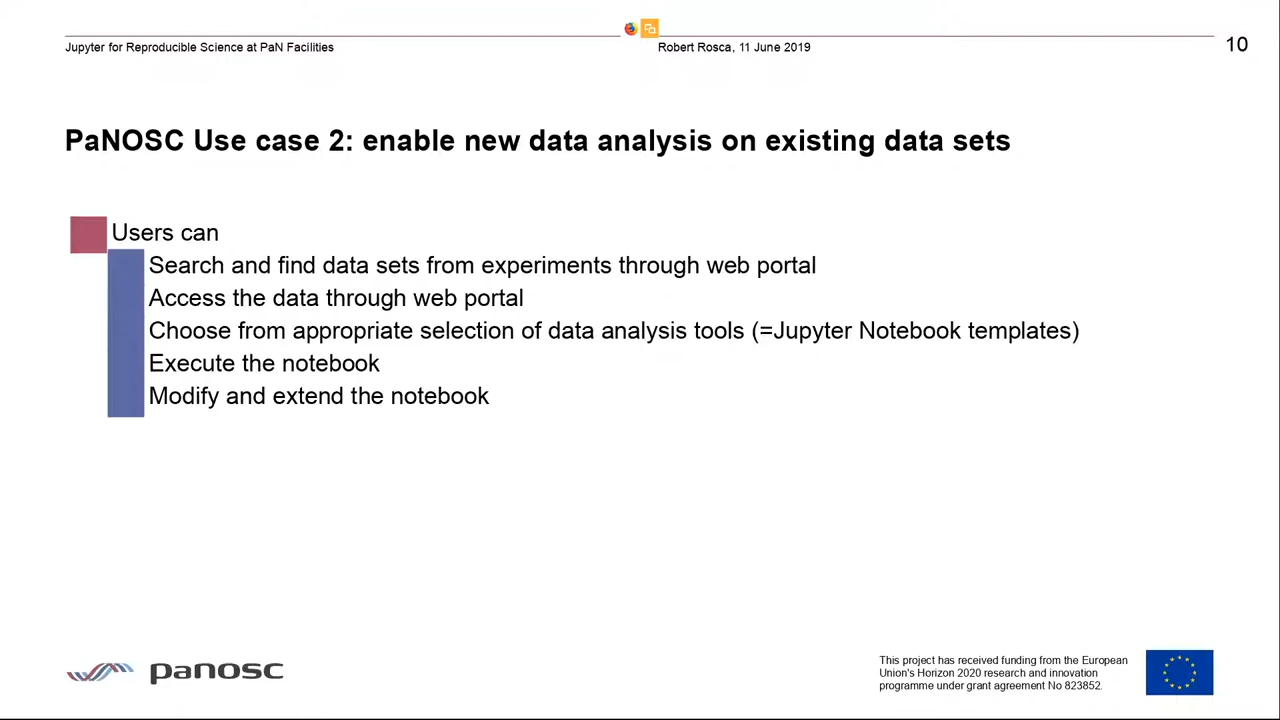 Jupyter for Reproducible Science at PaN Facilities
Robert Rosca, 11 June 2019
10
PaNOSC Use case 2: enable new data analysis on existing data sets
Users can
Search and find data sets from experiments through web portal
Access the data through web portal
Choose from appropriate selection of data analysis tools (=Jupyter Notebook templates)
Execute the notebook
Modify and extend the notebook
panosc
This project has received funding from the European
Union's Horizon 2020 research and innovation
programme under grant agreement No 823852.